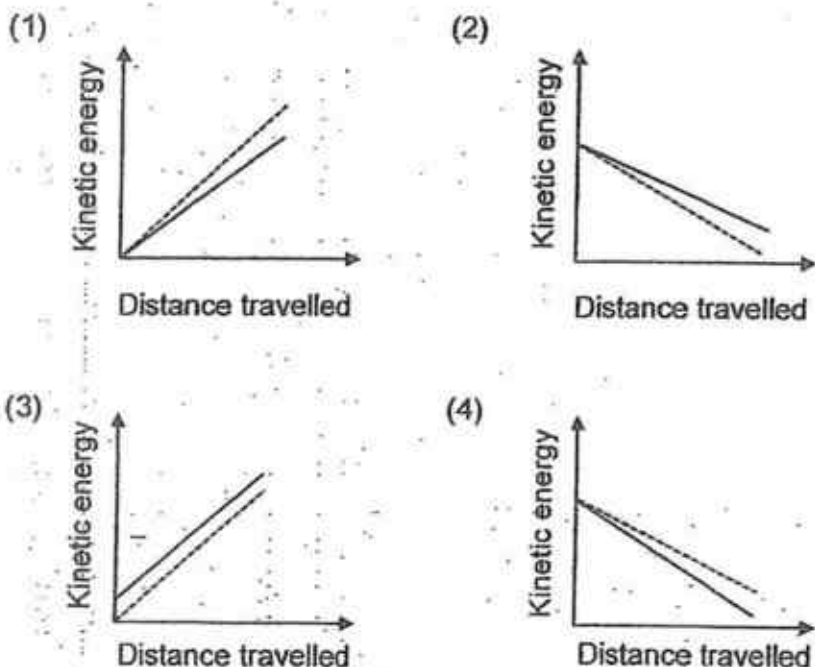 (1)
Kinetic energy
Distance travelled
(2)
Kinetic energy
Distance travelled
(3)
Kinetic energy
Distance travelled
(4)
Kinetic energy
Distance travelled